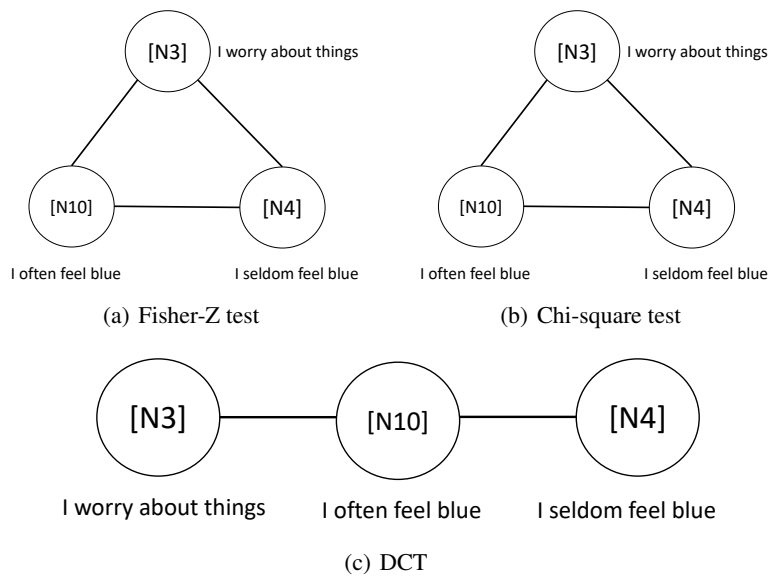 [N3] I worry about things
[N10] [N4]
I often feel blue I seldom feel blue
(a) Fisher-Z test
[N3] I worry about things
[N10] [N4]
I often feel blue I seldom feel blue
(b) Chi-square test
[N3] [N10] [N4]
I worry about things I often feel blue I seldom feel blue
(c) DCT